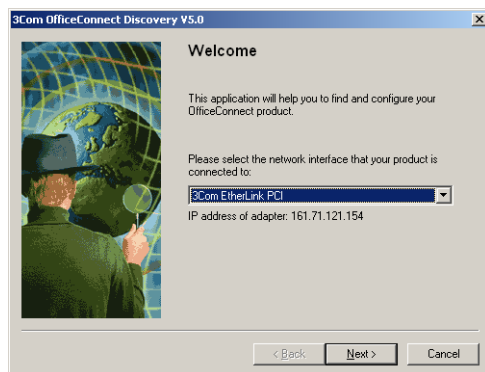 3Com OfficeConnect Discovery V5.0
Welcome
This application will help you to find and configure your
OfficeConnect product.
Please select the network interface that your product is
connected to:
3Com EtherLink PCI
IP address of adapter: 161.71.121.154
< Back
Next >
Cancel